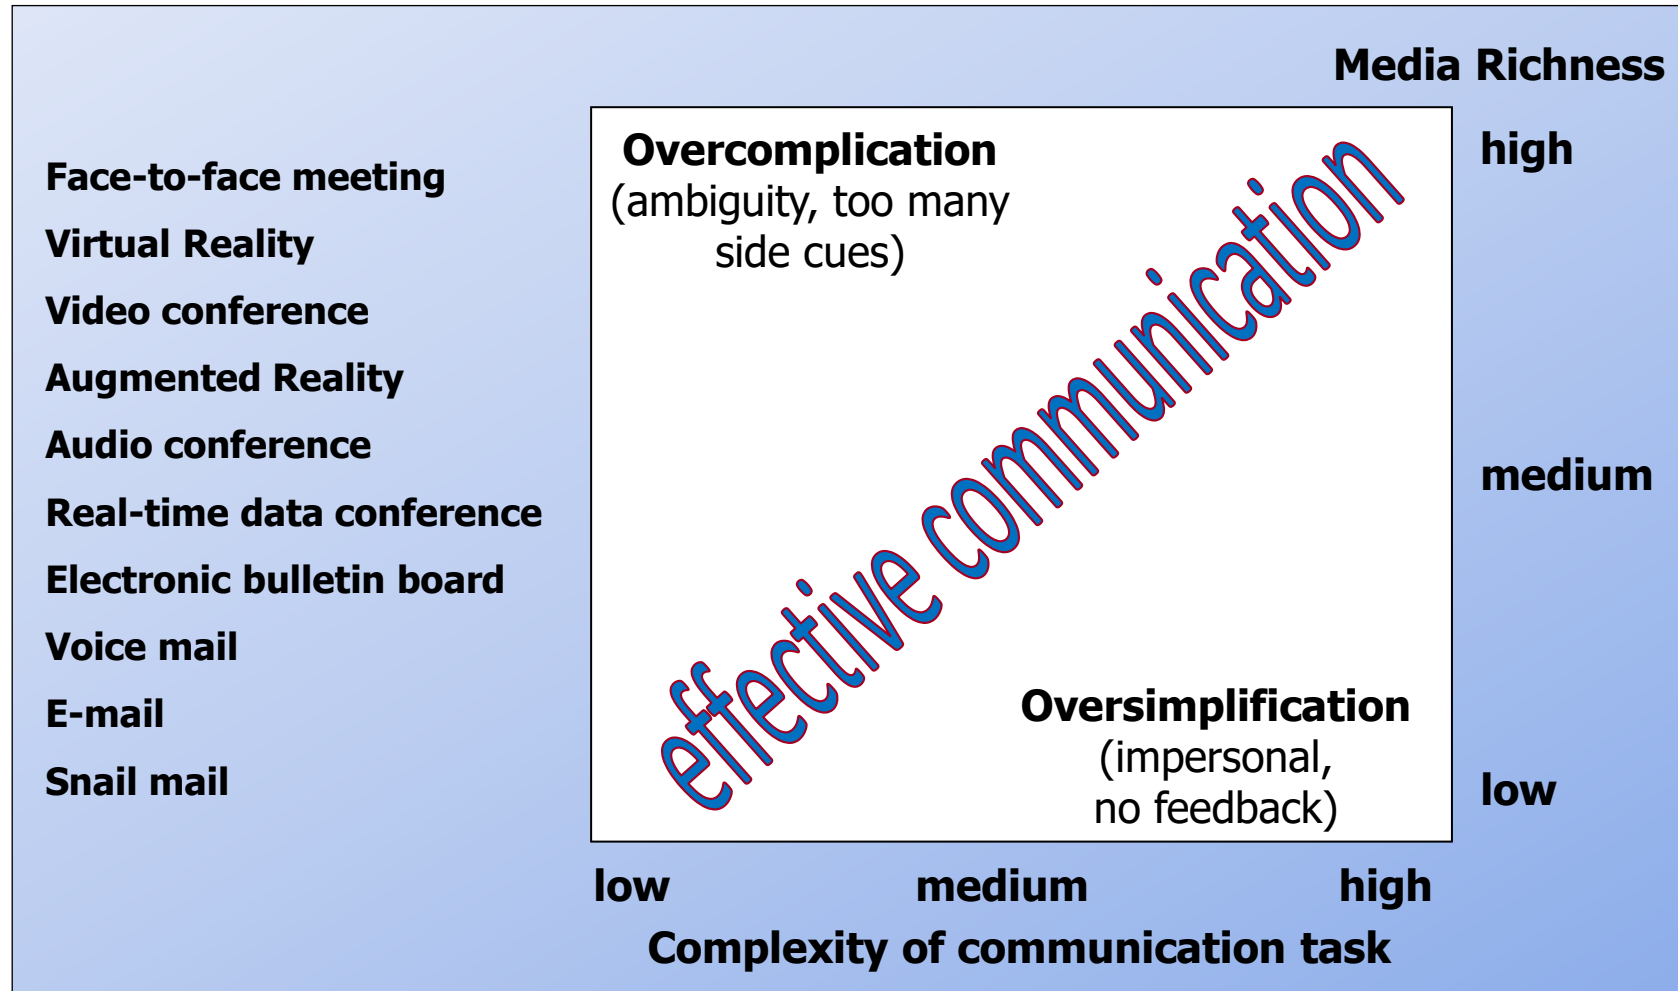 Media Richness
Face-to-face meeting
Virtual Reality
Video conference
Augmented Reality
Audio conference
Real-time data conference
Electronic bulletin board
Voice mail
E-mail
Snail mail
Overcomplication
(ambiguity, too many
side cues)
effective communication
Oversimplification
(impersonal,
no feedback)
high
medium
low
low medium high
Complexity of communication task